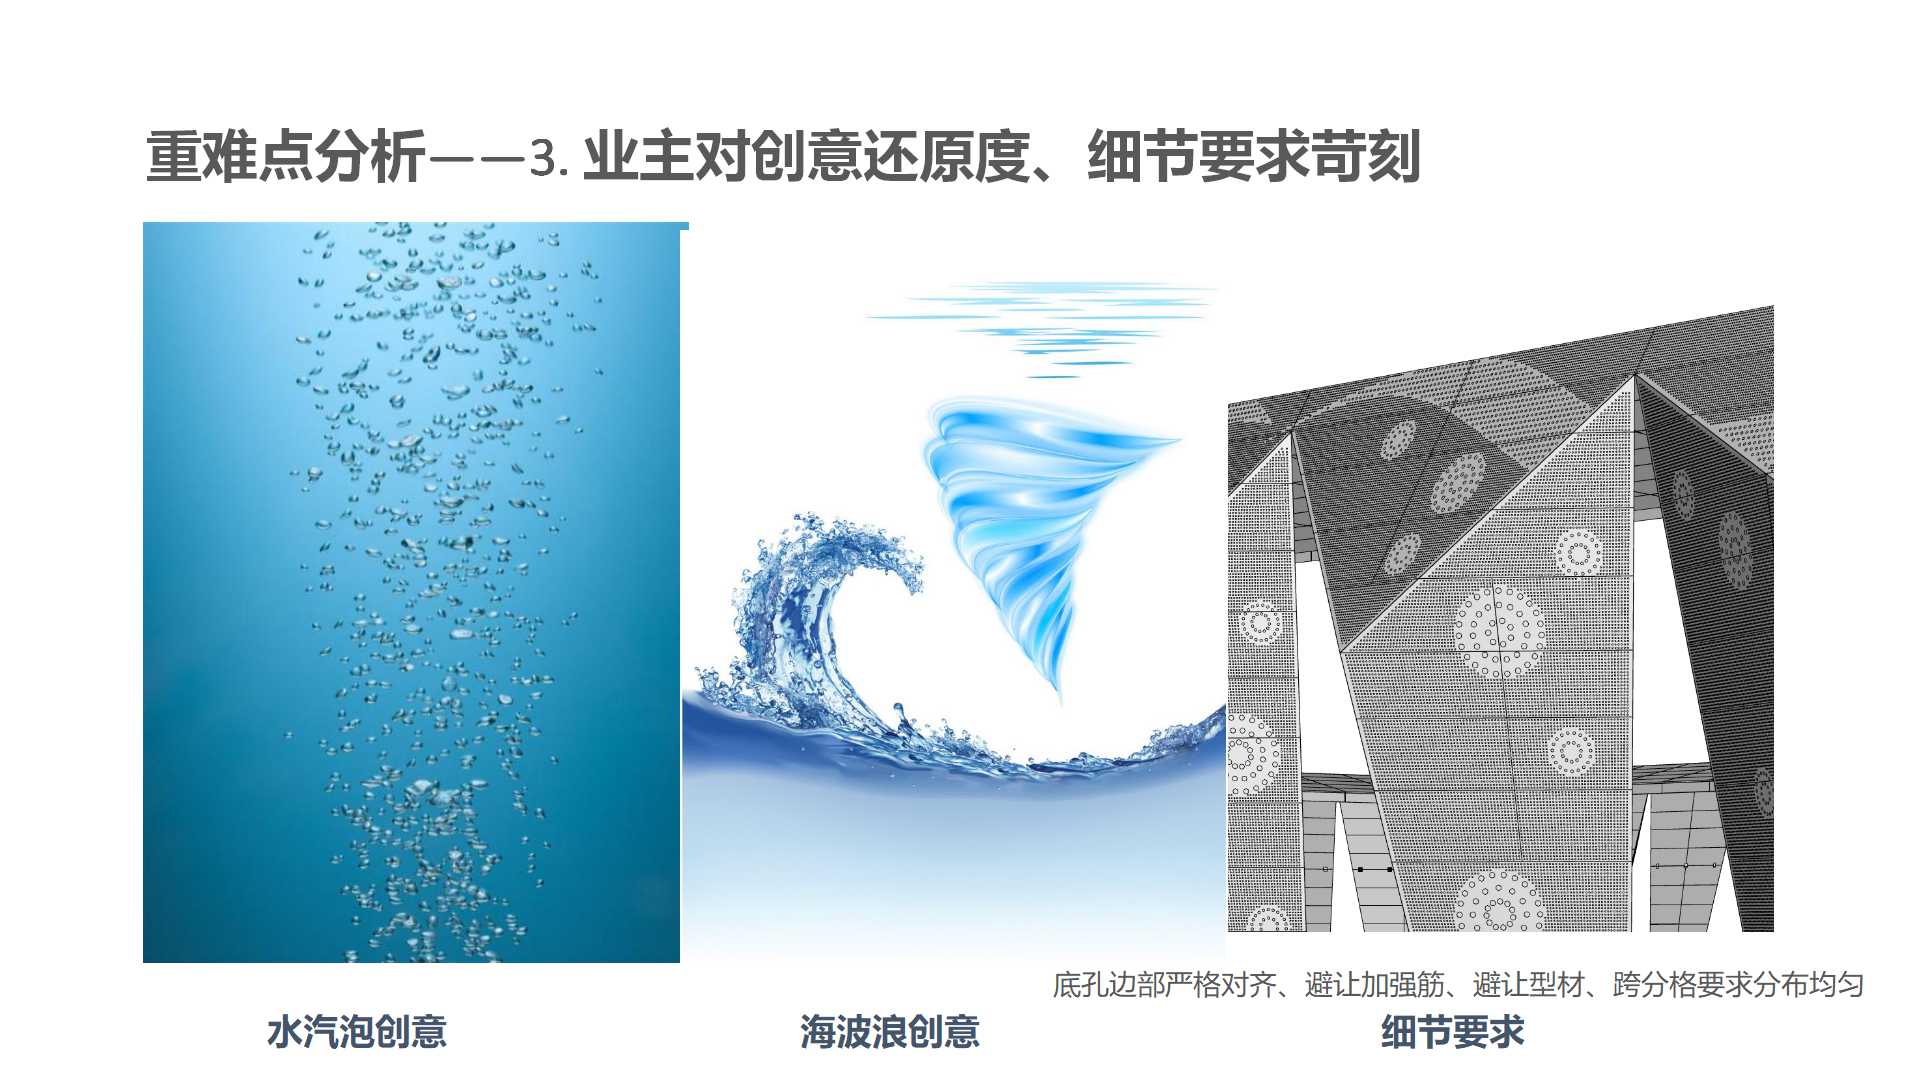 重难点分析——3. 业主对创意还原度、细节要求苛刻
底孔边部严格对齐、避让加强筋、避让型材、跨分格要求分布均匀
水汽泡创意
海波浪创意
细节要求